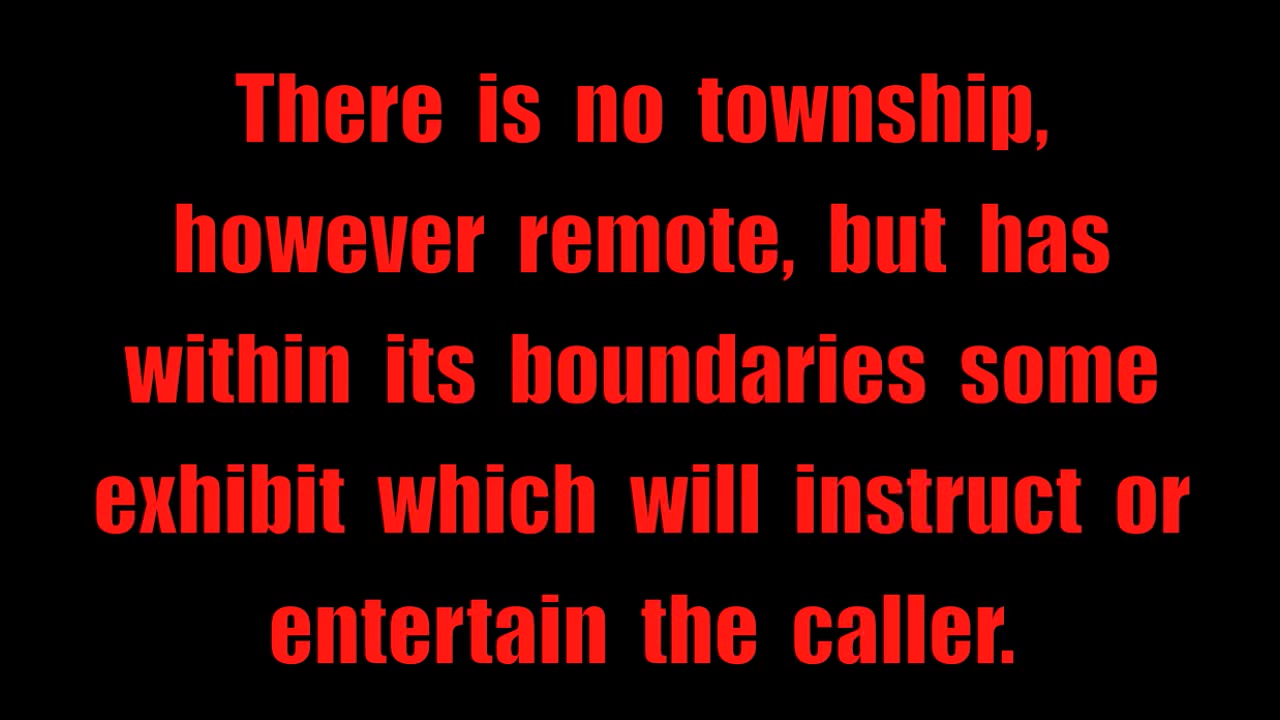 There is no township,
however remote, but has
within its boundaries some
exhibit which will instruct or
entertain the caller.